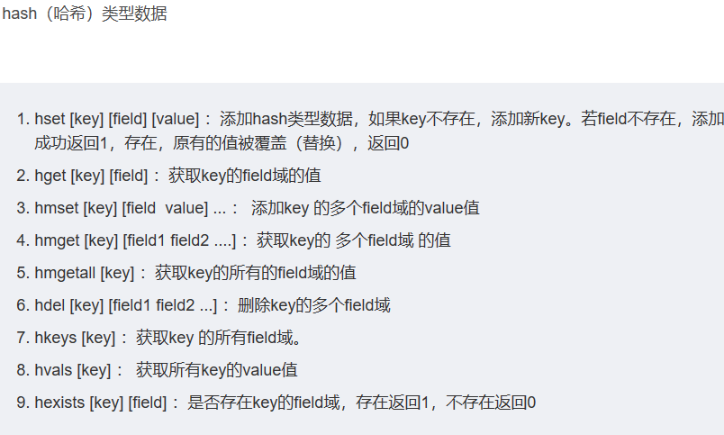 hash（哈希）类型数据
1. hset [key] [field] [value] ：添加hash类型数据，如果key不存在，添加新key。若field不存在，添加
成功返回1，存在，原有的值被覆盖（替换），返回0
2. hget [key] [field] ：获取key的field域的值
3. hmset [key] [field  value] ... ： 添加key 的多个field域的value值
4. hmget [key] [field1 field2 ....] ：获取key的 多个field域 的值
5. hmgetall [key] ：获取key的所有的field域的值
6. hdel [key] [field1 field2 ...] ：删除key的多个field域
7. hkeys [key] ：获取key 的所有field域。
8. hvals [key] ： 获取所有key的value值
9. hexists [key] [field] ：是否存在key的field域，存在返回1，不存在返回0